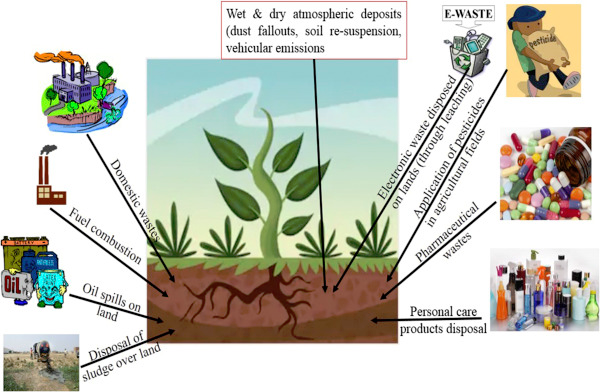 Wet & dry atmospheric deposits
(dust fallouts, soil re-suspension,
vehicular emissions
E-WASTE
pesticide
Domestic wastes
Fuel combustion
BATTERY
OIL
Oil spills on
land
Disposal of
sludge over land
Electronic waste disposed
on lands (through leaching)
Application of pesticides
in agricultural fields
Pharmaceutical
wastes
Personal care
products disposal